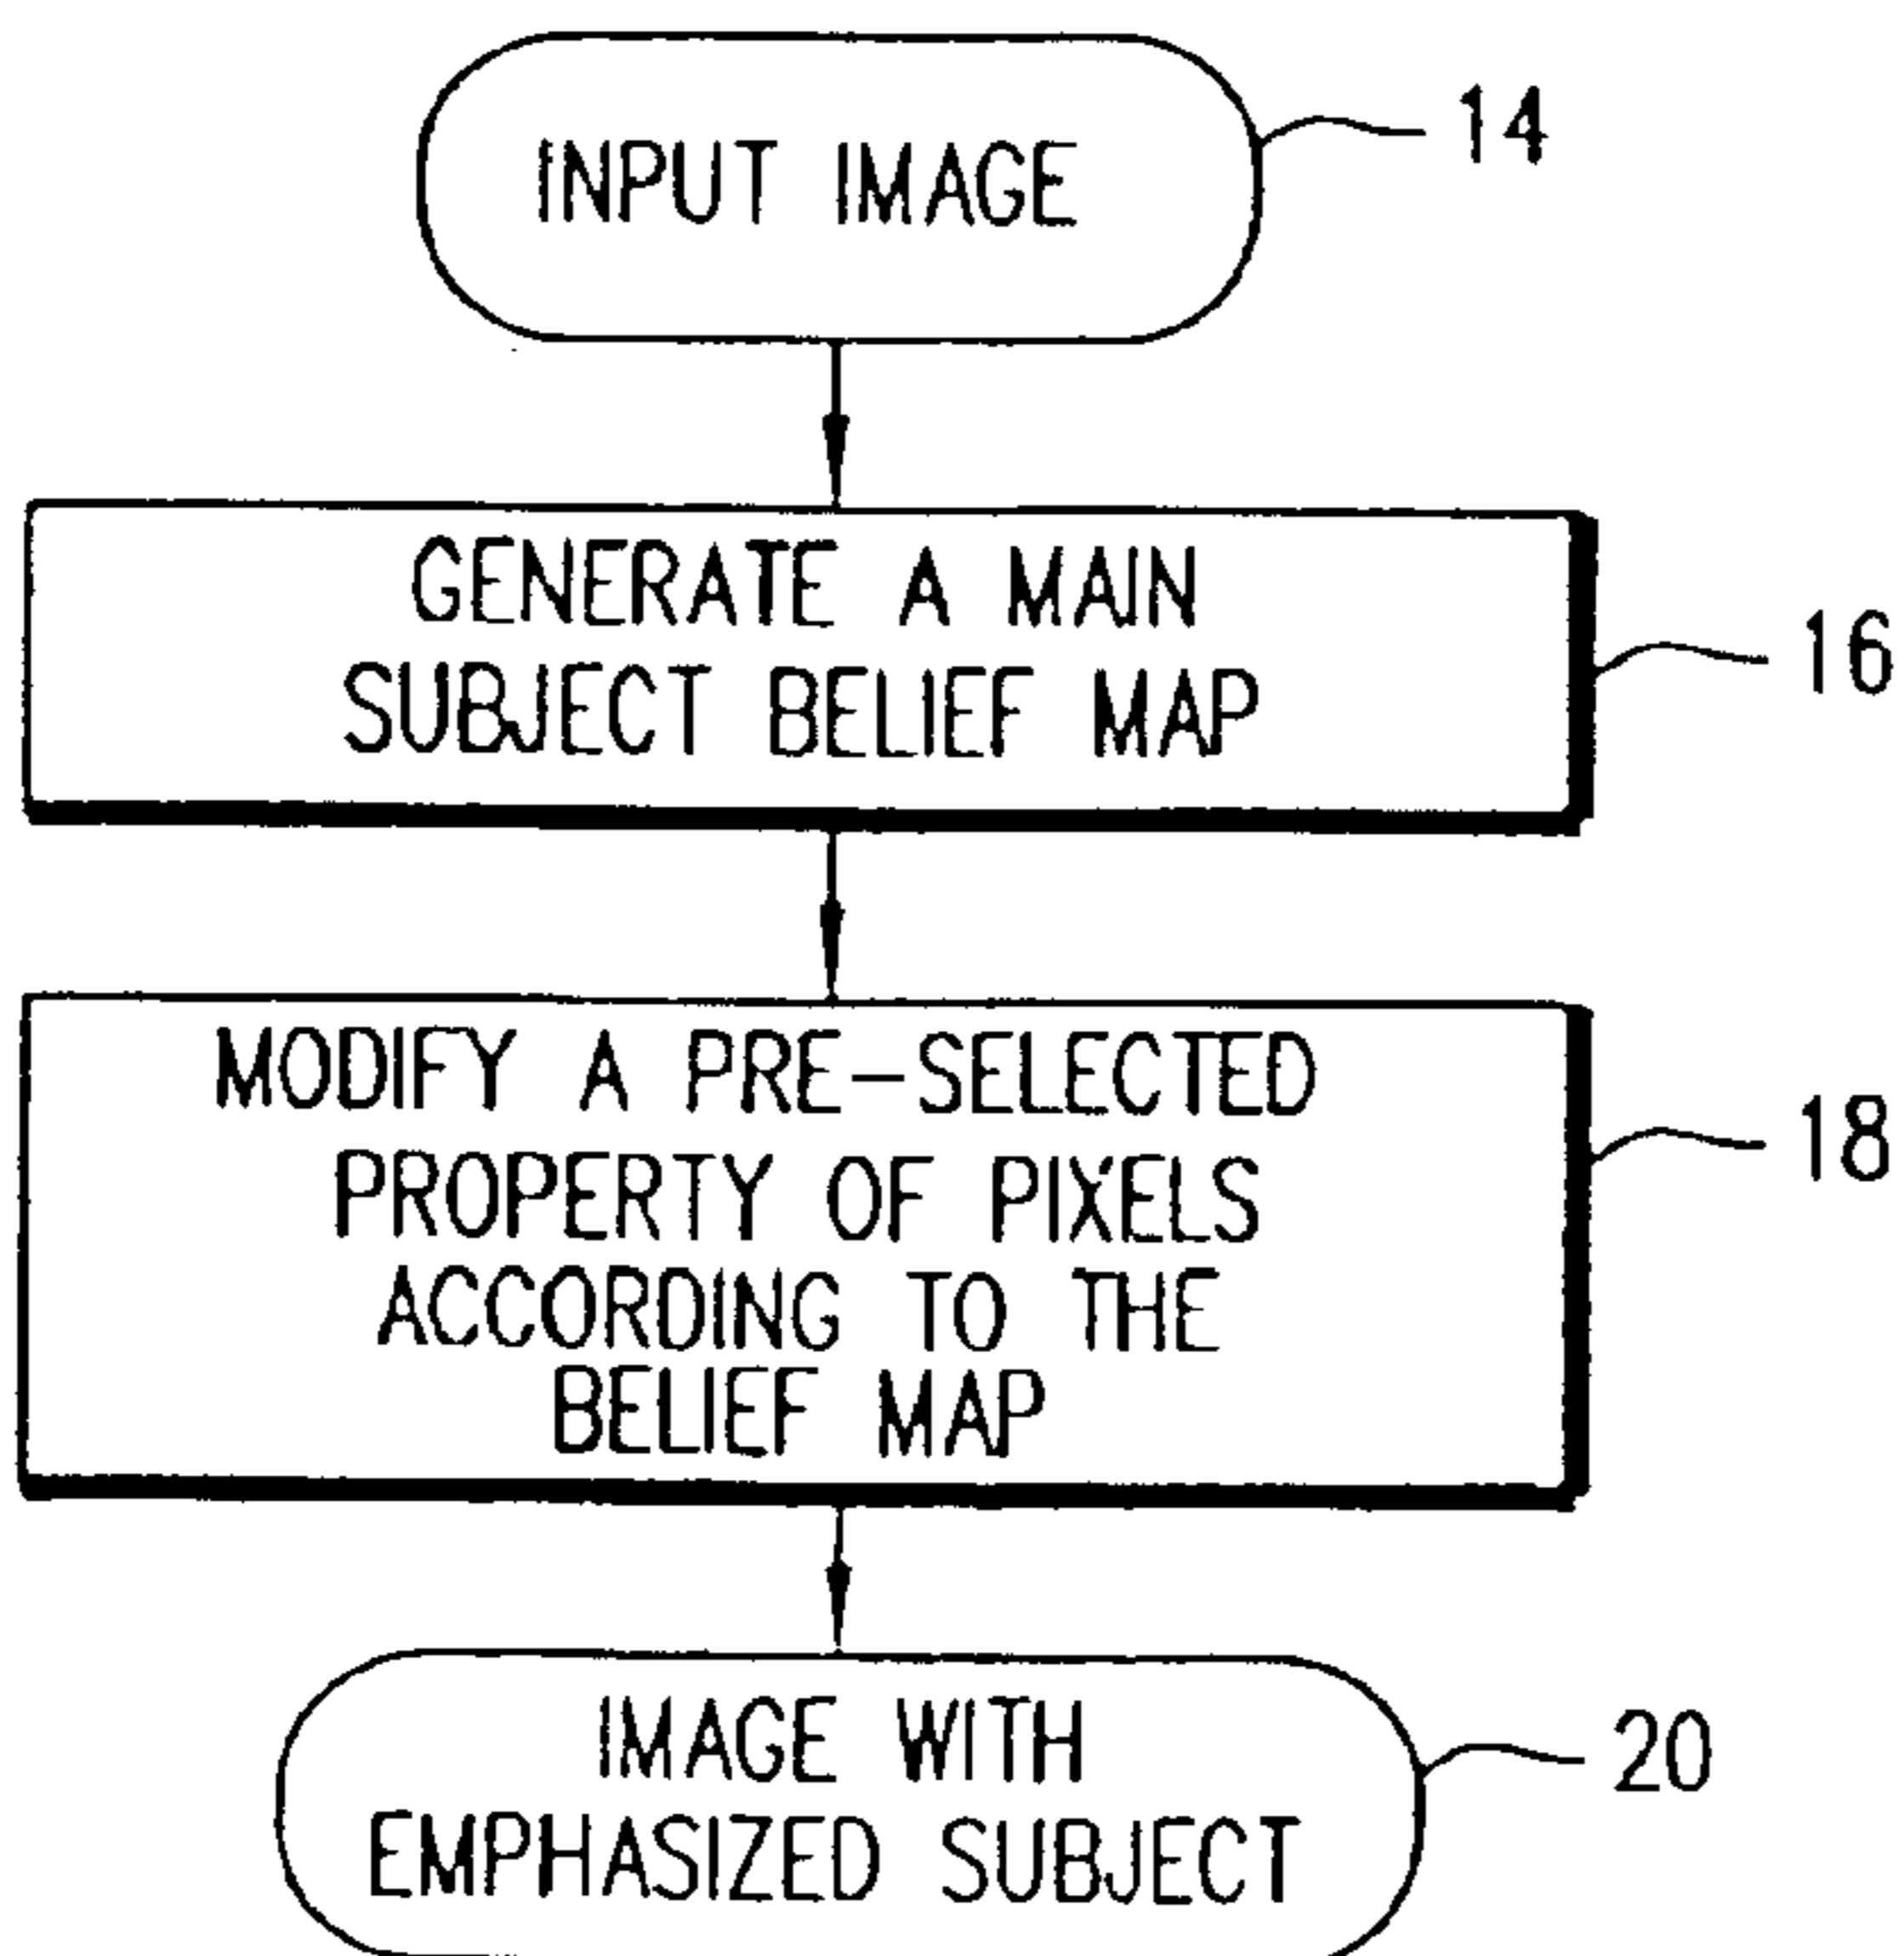 INPUT IMAGE
14
GENERATE A MAIN
SUBJECT BELIEF MAP
16
MODIFY A PRE-SELECTED
PROPERTY OF PIXELS
ACCORDING TO THE
BELIEF MAP
18
IMAGE WITH
EMPHASIZED SUBJECT
20